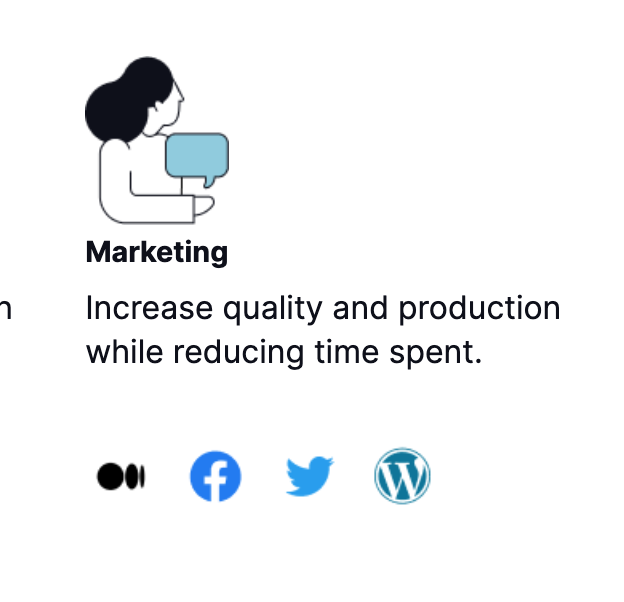 Marketing
Increase quality and production
while reducing time spent.